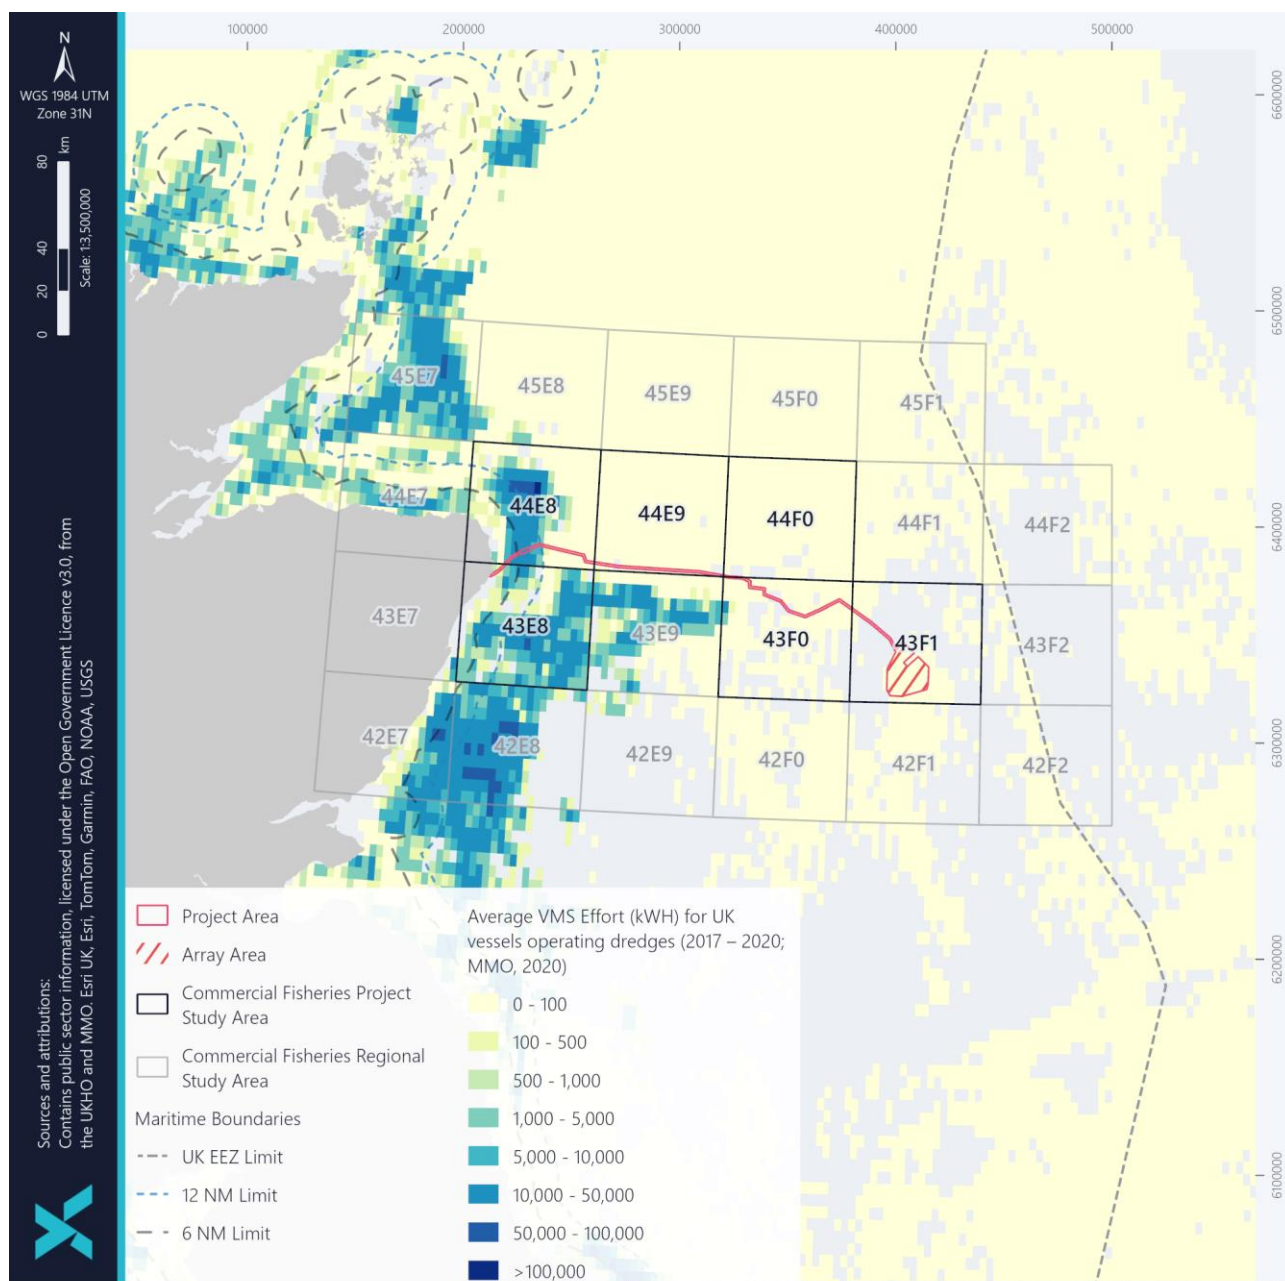 100000
200000
300000
400000
500000
N
WGS 1984 UTM
Zone 31N
80
km
40
20
0
Scale: 1:3,500,000
6600000
6500000
6400000
6300000
6200000
6100000
45E7
45E8
45E9
45F0
45F1
44E7
44E8
44E9
44F0
44F1
44F2
43E7
43E8
43E9
43F0
43F1
43F2
42E7
42E8
42E9
42F0
42F1
42F2
Sources and attributions:
Contains public sector information, licensed under the Open Government Licence v3.0, from
the UKHO and MMO. Esri UK, Esri, TomTom, Garmin, FAO, NOAA, USGS
Project Area
Array Area
Commercial Fisheries Project
Study Area
Commercial Fisheries Regional
Study Area
Maritime Boundaries
UK EEZ Limit
12 NM Limit
6 NM Limit
Average VMS Effort (kWH) for UK
vessels operating dredges (2017 – 2020;
MMO, 2020)
0 - 100
100 - 500
500 - 1,000
1,000 - 5,000
5,000 - 10,000
10,000 - 50,000
50,000 - 100,000
>100,000